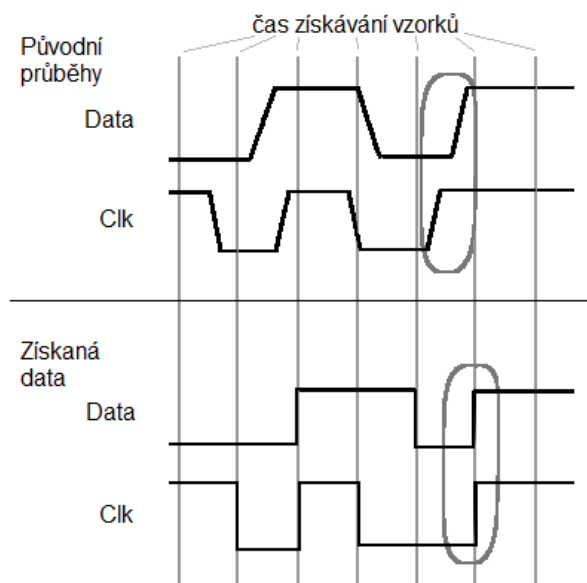 čas získávání vzorků
Původní
průběhy
Data
Clk
Získaná
data
Data
Clk